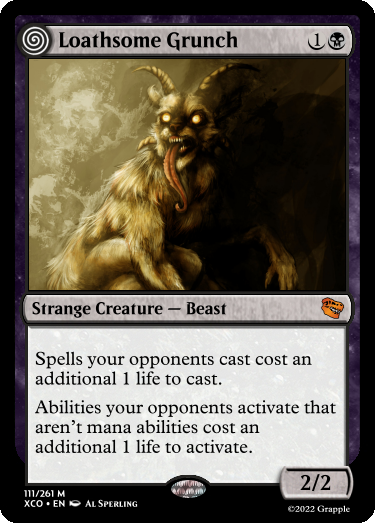 Loathsome Grunch 1
Strange Creature — Beast
Spells your opponents cast cost an
additional 1 life to cast.
Abilities your opponents activate that
aren't mana abilities cost an
additional 1 life to activate.
2/2
111/261 M
XCO • EN Al Sperling
©2022 Grapple